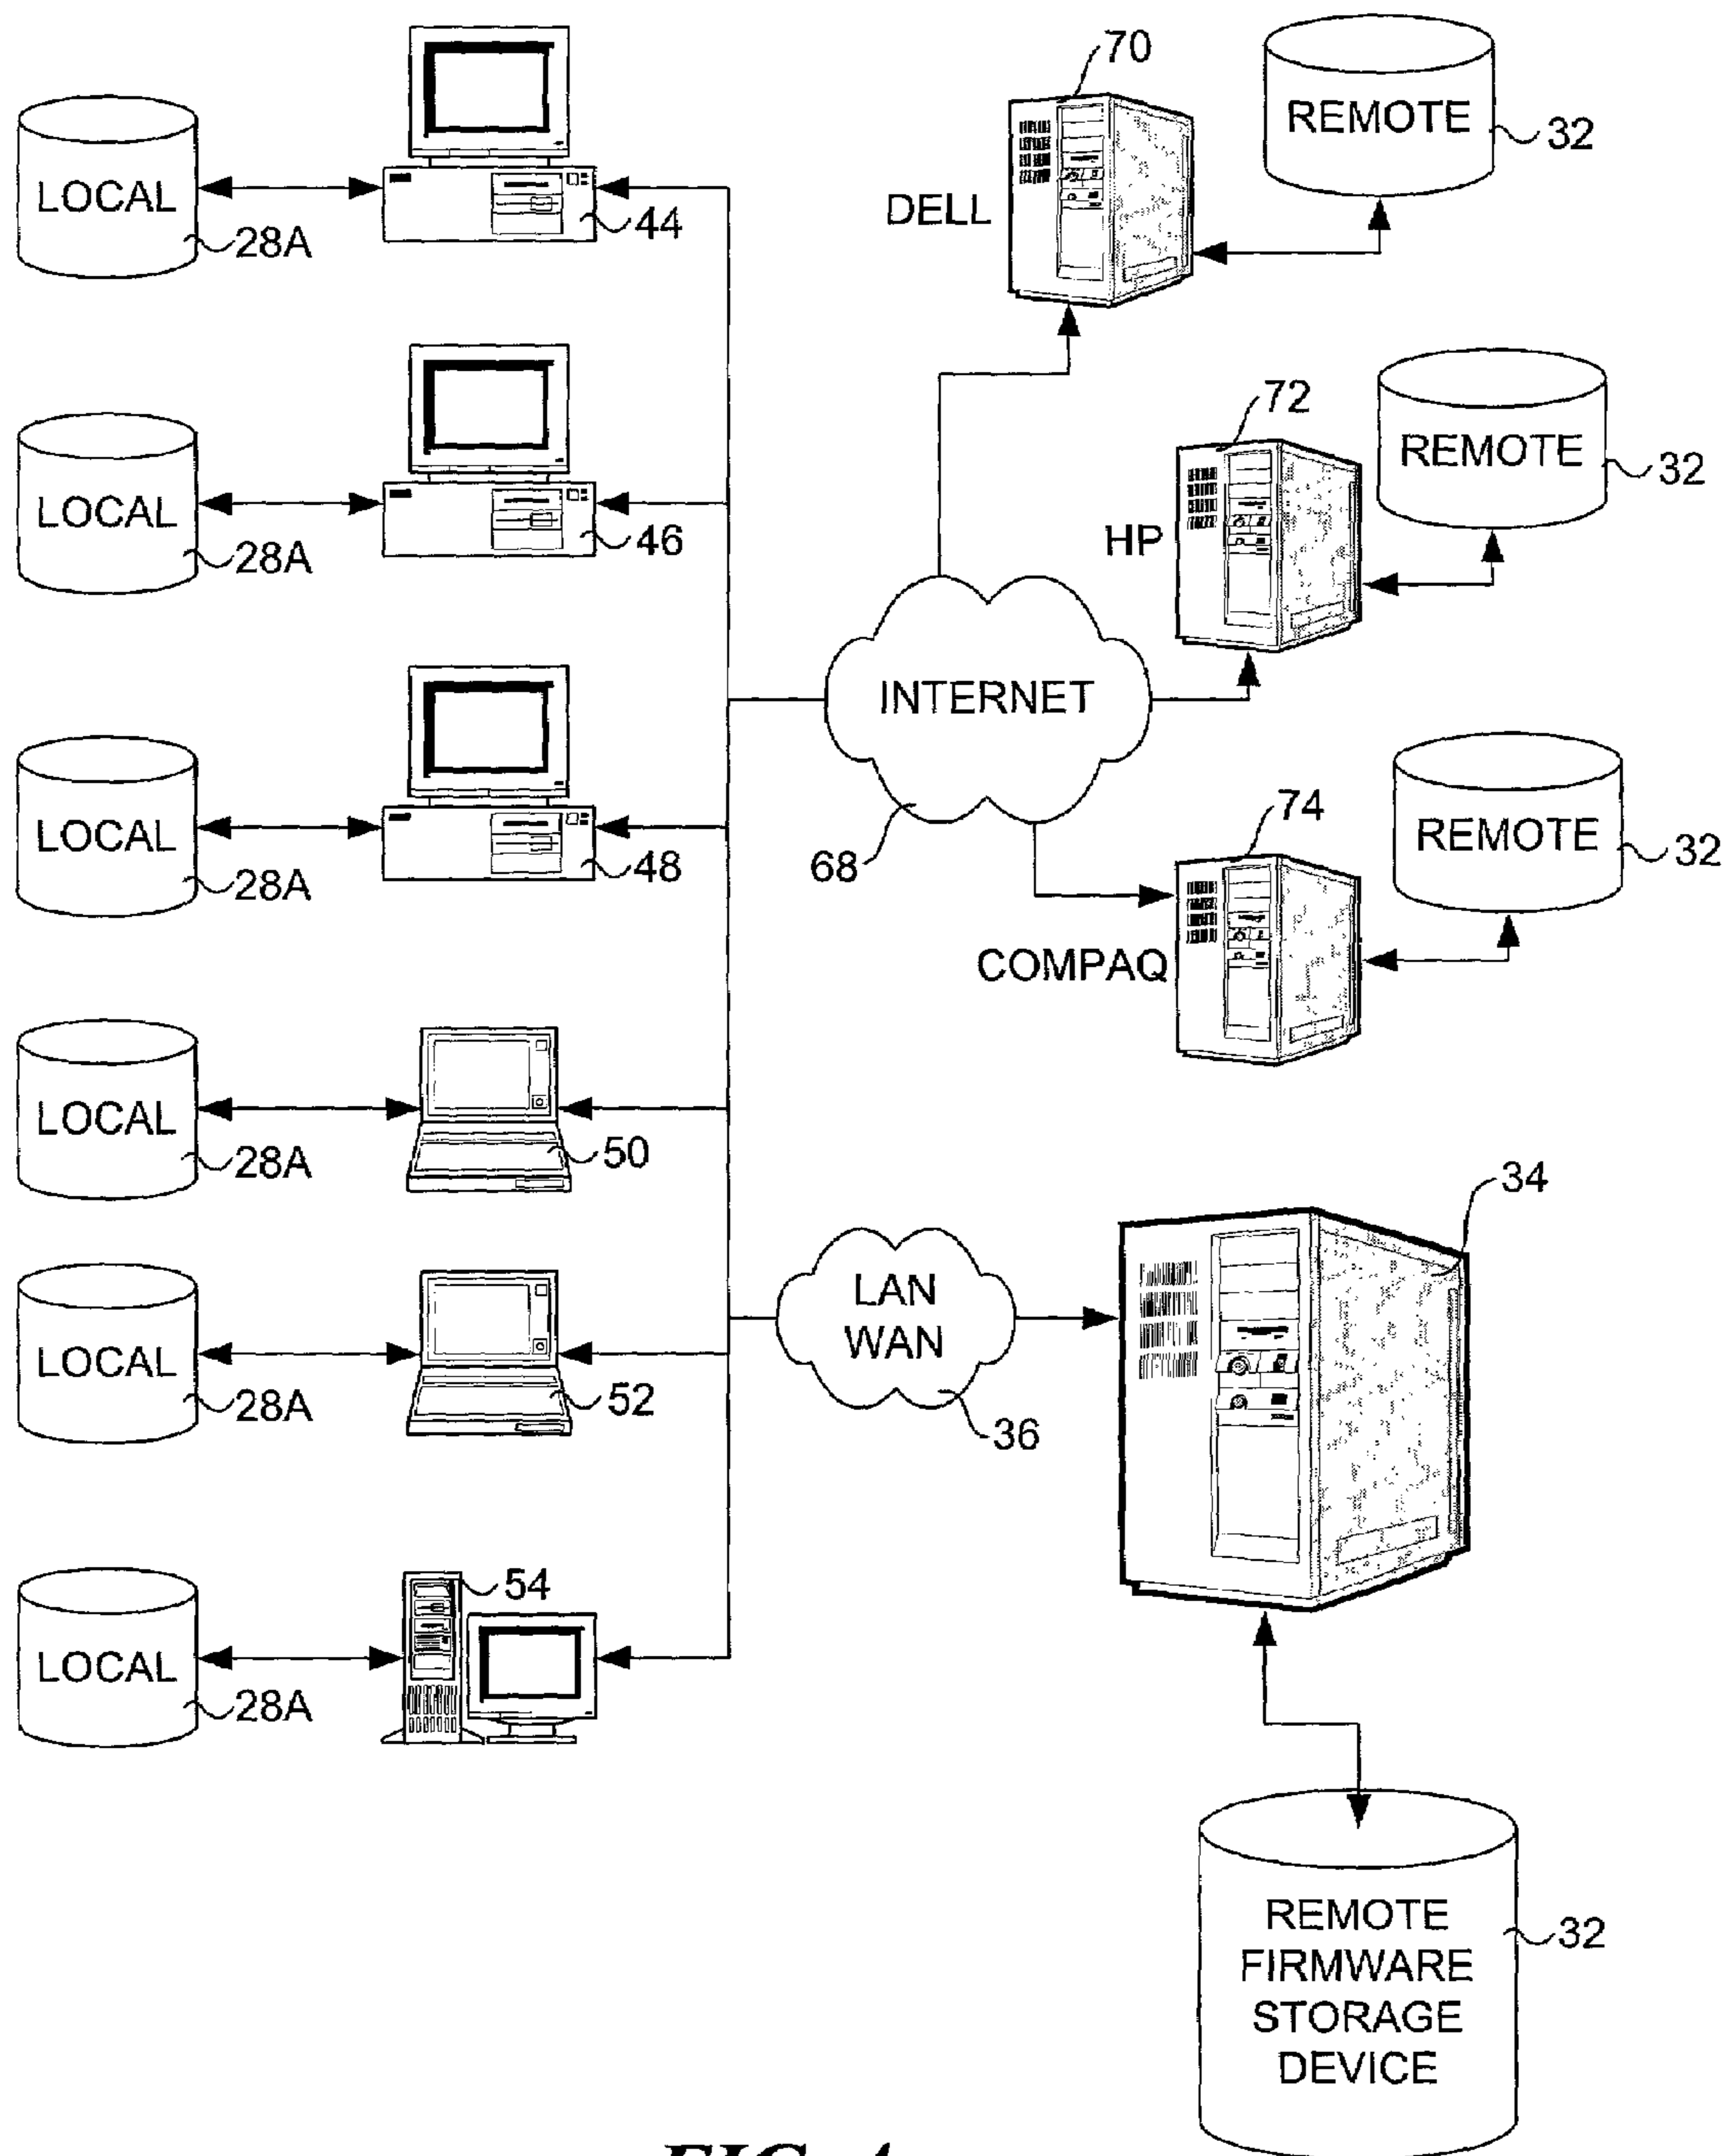 70
REMOTE
32
LOCAL
28A
44
DELL
72
REMOTE
32
LOCAL
28A
46
HP
INTERNET
68
LOCAL
28A
48
74
REMOTE
32
COMPAQ
LOCAL
28A
50
34
LAN
WAN
36
LOCAL
28A
52
54
LOCAL
28A
REMOTE
FIRMWARE
STORAGE
DEVICE
32